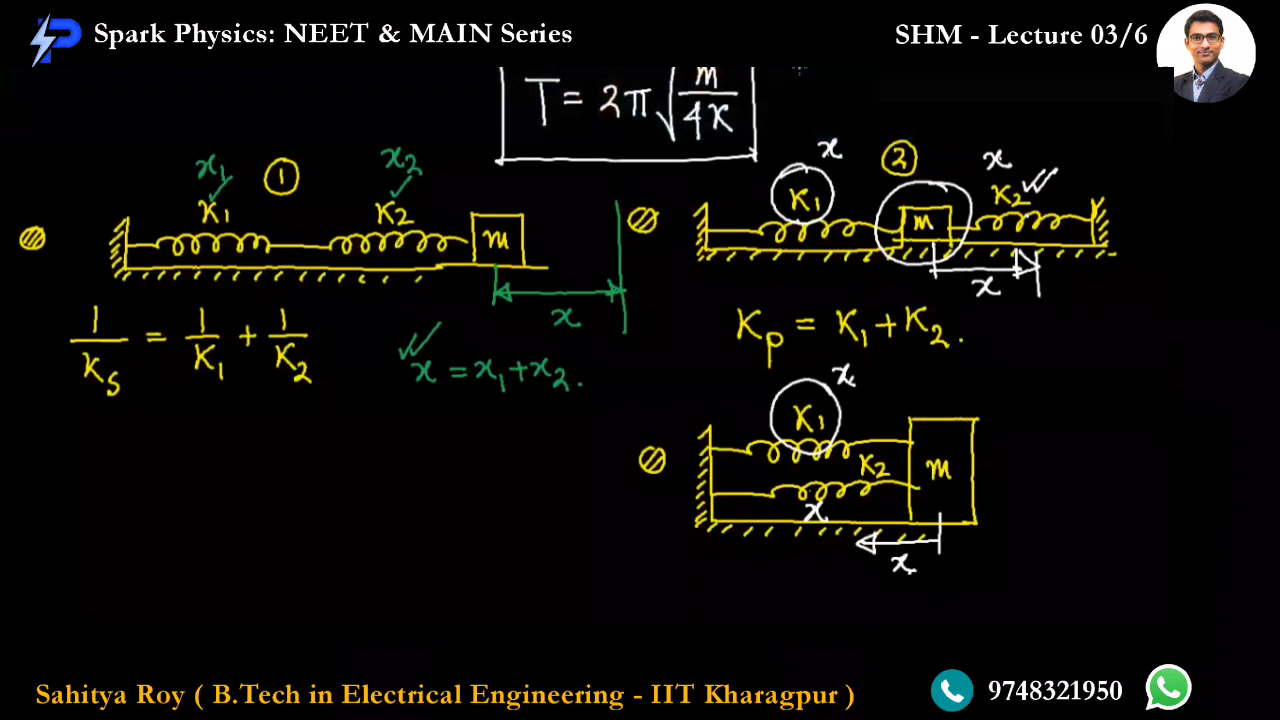 Spark Physics: NEET & MAIN Series
SHM - Lecture 03/6
T = 2π√(m/4K)
x₁ ① x₂
K₁ K₂
m
x
1/Ks = 1/K₁ + 1/K₂
x = x₁+x₂.
x ② x
K₁ m K₂
x
Kp = K₁+K₂.
x
K₁
K₂ m
x
x
Sahitya Roy ( B.Tech in Electrical Engineering - IIT Kharagpur )
9748321950